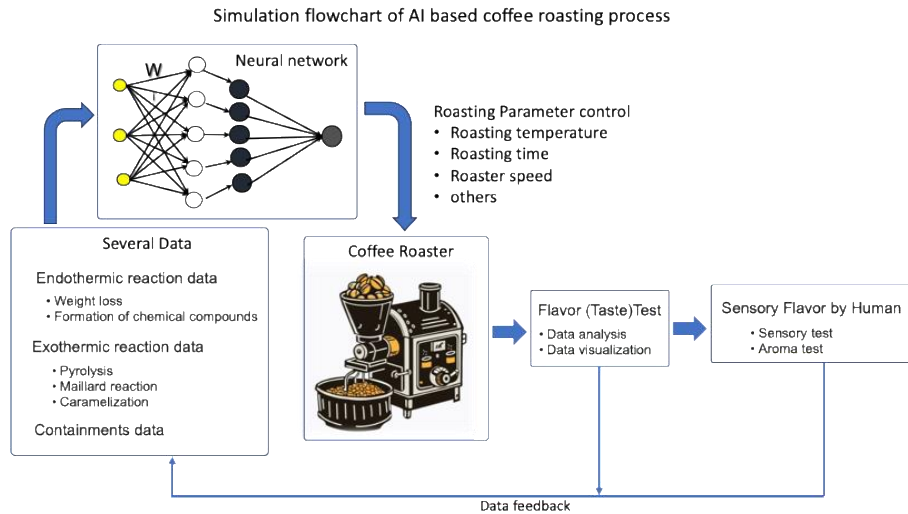 Simulation flowchart of AI based coffee roasting process
Neural network
W
Roasting Parameter control
• Roasting temperature
• Roasting time
• Roaster speed
• others
Several Data
Endothermic reaction data
• Weight loss
• Formation of chemical compounds
Exothermic reaction data
• Pyrolysis
• Maillard reaction
• Caramelization
Containments data
Coffee Roaster
Flavor (Taste)Test
• Data analysis
• Data visualization
Sensory Flavor by Human
• Sensory test
• Aroma test
Data feedback